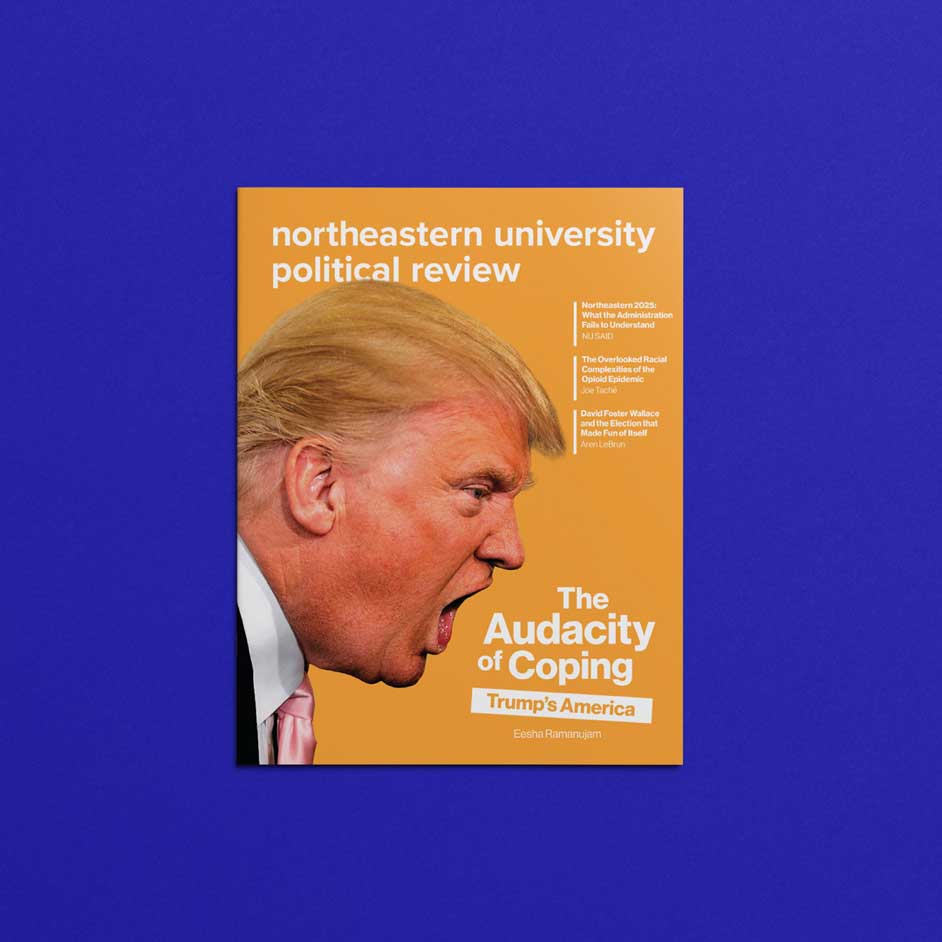 northeastern university
political review
Northeastern 2025:
What the Administration
Fails to Understand
NU SAID
The Overlooked Racial
Complexities of the
Opioid Epidemic
Joe Taché
David Foster Wallace
and the Election that
Made Fun of Itself
Aren LeBrun
The
Audacity
of Coping
Trump's America
Eesha Ramanujam